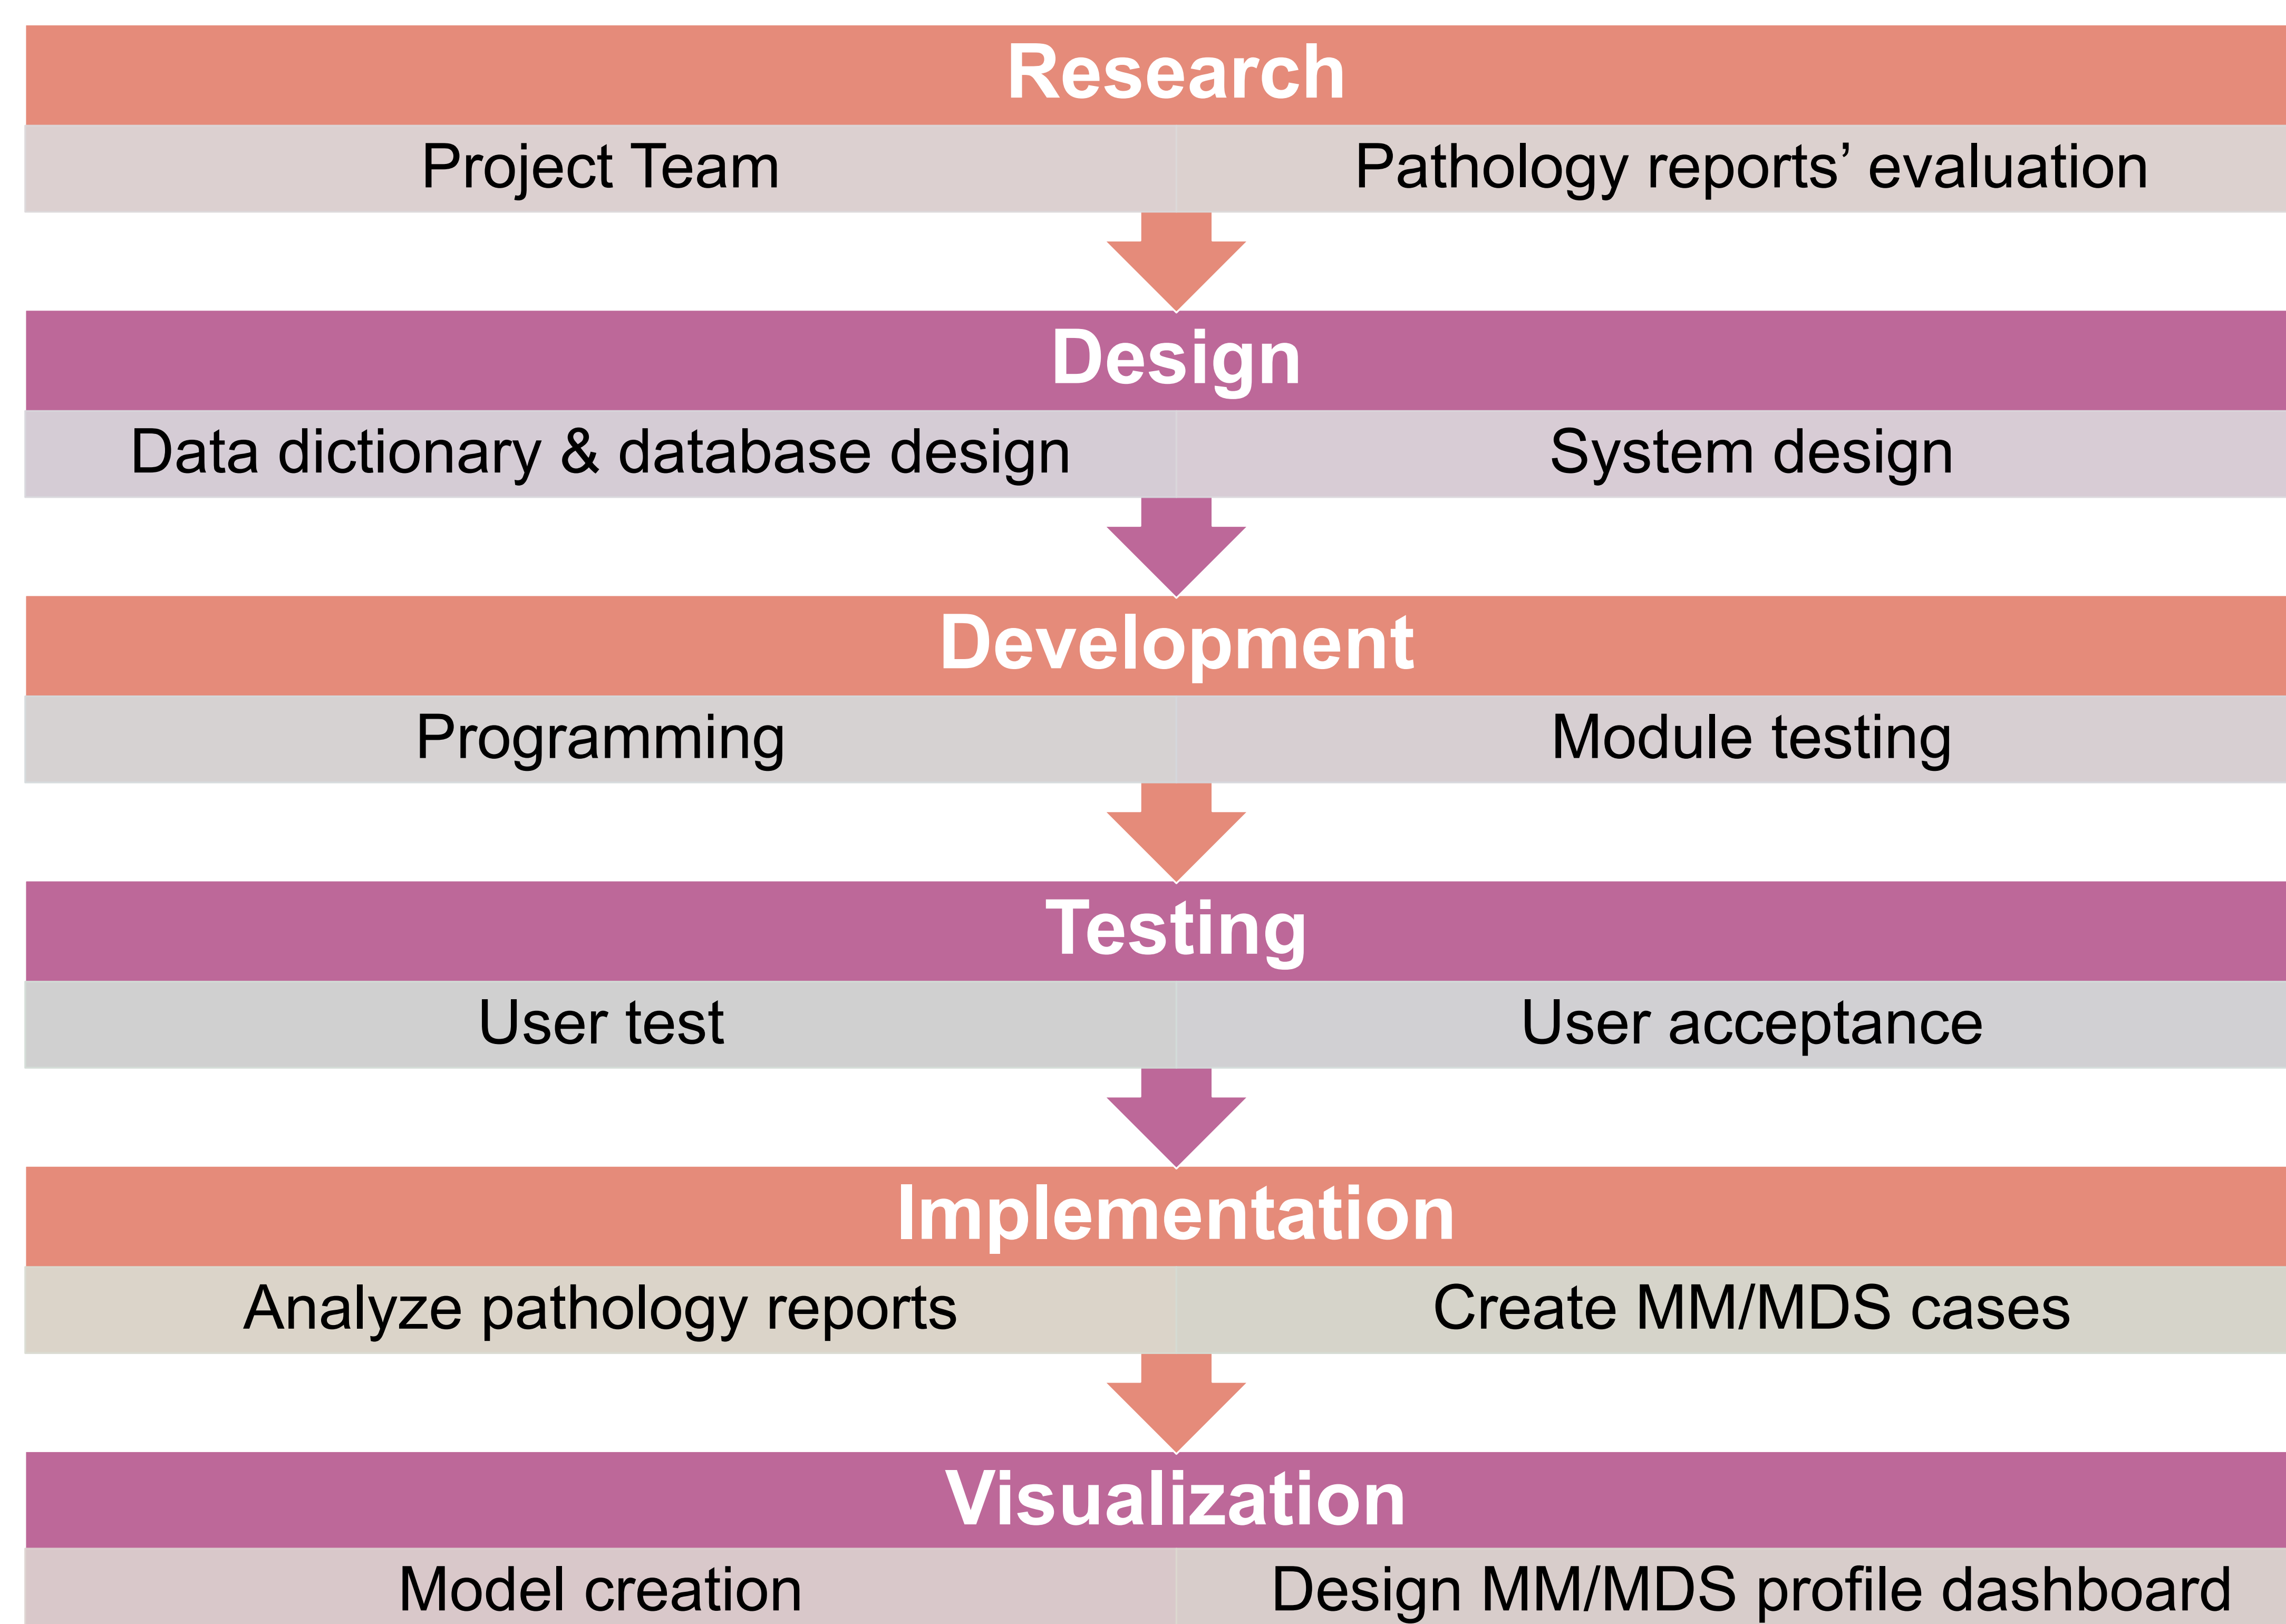 Research
Project Team
Pathology reports’ evaluation
Design
Data dictionary & database design
System design
Development
Programming
Module testing
Testing
User test
User acceptance
Implementation
Analyze pathology reports
Create MM/MDS cases
Visualization
Model creation
Design MM/MDS profile dashboard